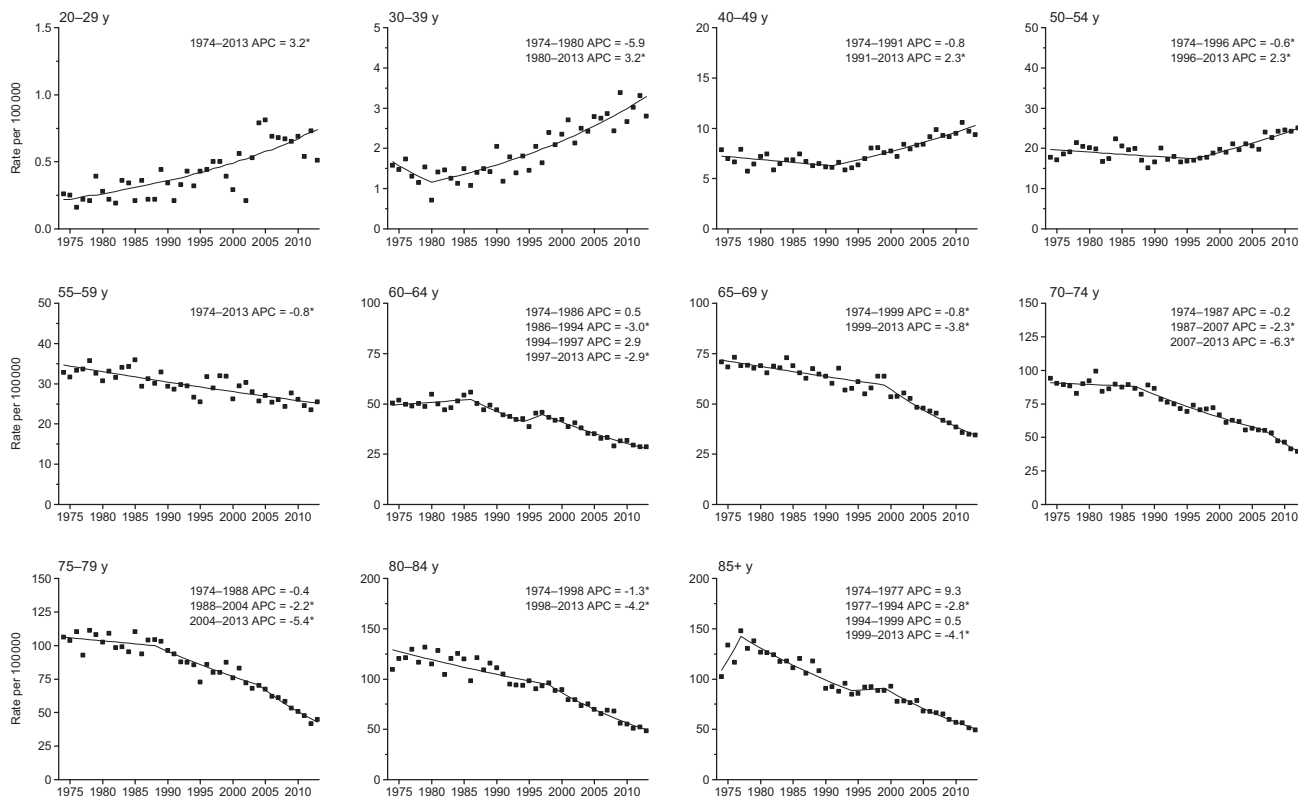 20–29 y
1974–2013 APC = 3.2*
Rate per 100 000
1.5
1.0
0.5
0.0
1975 1980 1985 1990 1995 2000 2005 2010
30–39 y
1974–1980 APC = -5.9
1980–2013 APC = 3.2*
5
4
3
2
1
0
1975 1980 1985 1990 1995 2000 2005 2010
40–49 y
1974–1991 APC = -0.8
1991–2013 APC = 2.3*
20
15
10
5
0
1975 1980 1985 1990 1995 2000 2005 2010
50–54 y
1974–1996 APC = -0.6*
1996–2013 APC = 2.3*
50
40
30
20
10
0
1975 1980 1985 1990 1995 2000 2005 2010
55–59 y
1974–2013 APC = -0.8*
Rate per 100000
50
40
30
20
10
0
1975 1980 1985 1990 1995 2000 2005 2010
60–64 y
1974–1986 APC = 0.5
1986–1994 APC = -3.0*
1994–1997 APC = 2.9
1997–2013 APC = -2.9*
100
75
50
25
0
1975 1980 1985 1990 1995 2000 2005 2010
65–69 y
1974–1999 APC = -0.8*
1999–2013 APC = -3.8*
100
75
50
25
0
1975 1980 1985 1990 1995 2000 2005 2010
70–74 y
1974–1987 APC = -0.2
1987–2007 APC = -2.3*
2007–2013 APC = -6.3*
150
125
100
75
50
25
0
1975 1980 1985 1990 1995 2000 2005 2010
75–79 y
1974–1988 APC = -0.4
1988–2004 APC = -2.2*
2004–2013 APC = -5.4*
Rate per 100000
150
125
100
75
50
25
0
1975 1980 1985 1990 1995 2000 2005 2010
80–84 y
1974–1998 APC = -1.3*
1998–2013 APC = -4.2*
200
150
100
50
0
1975 1980 1985 1990 1995 2000 2005 2010
85+ y
1974–1977 APC = 9.3
1977–1994 APC = -2.8*
1994–1999 APC = 0.5
1999–2013 APC = -4.1*
200
150
100
50
0
1975 1980 1985 1990 1995 2000 2005 2010